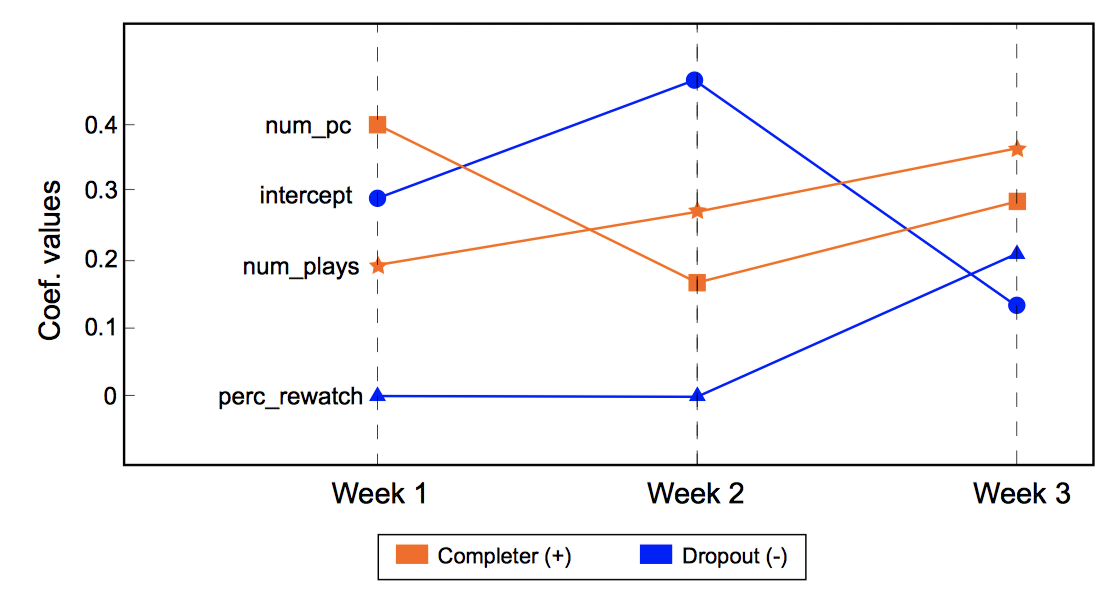 Coef. values
0.4
0.3
0.2
0.1
0
num_pc
intercept
num_plays
perc_rewatch
Week 1 Week 2 Week 3
Completer (+) Dropout (-)